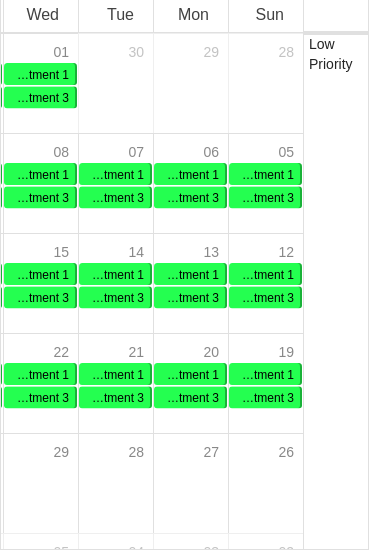 Wed Tue Mon Sun
Low
Priority
01 30 29 28
...tment 1
...tment 3
08 07 06 05
...tment 1 ...tment 1 ...tment 1 ...tment 1
...tment 3 ...tment 3 ...tment 3 ...tment 3
15 14 13 12
...tment 1 ...tment 1 ...tment 1 ...tment 1
...tment 3 ...tment 3 ...tment 3 ...tment 3
22 21 20 19
...tment 1 ...tment 1 ...tment 1 ...tment 1
...tment 3 ...tment 3 ...tment 3 ...tment 3
29 28 27 26